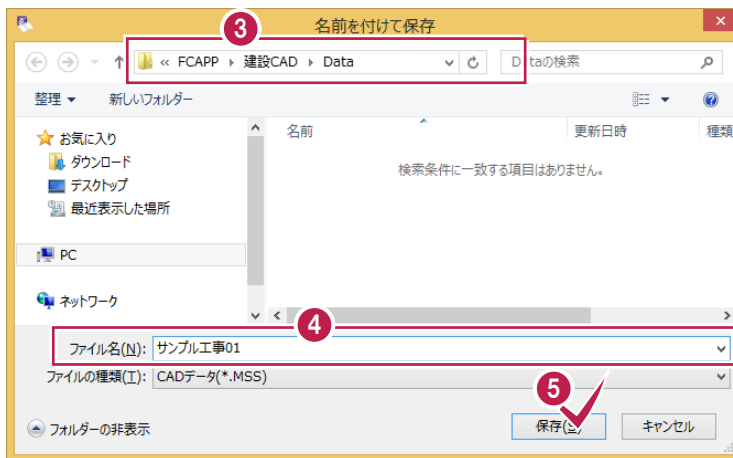 3
名前を付けて保存
« FCAPP ▸ 建設CAD ▸ Data
D taの検索
整理 新しいフォルダー
名前 更新日時 種類
検索条件に一致する項目はありません。
お気に入り
ダウンロード
デスクトップ
最近表示した場所
PC
ネットワーク
4
ファイル名(N): サンプル工事01
ファイルの種類(T): CADデータ(*.MSS)
5
フォルダーの非表示
保存(S) キャンセル